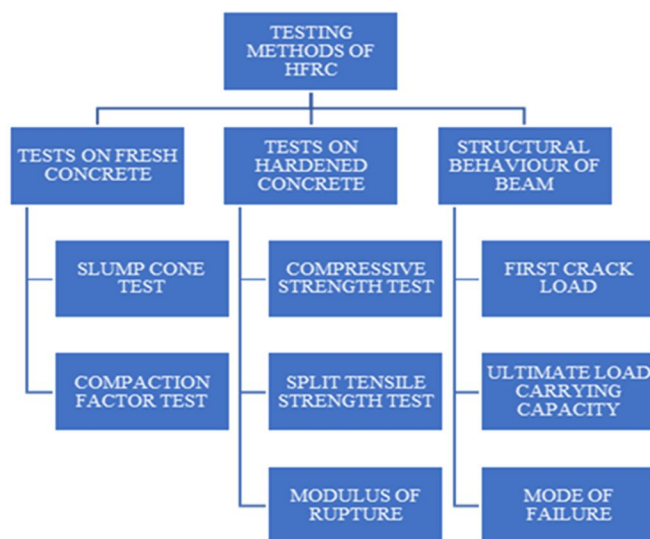 TESTING
METHODS OF
HFRC
TESTS ON FRESH
CONCRETE
SLUMP CONE
TEST
COMPACTION
FACTOR TEST
TESTS ON
HARDENED
CONCRETE
COMPRESSIVE
STRENGTH TEST
SPLIT TENSILE
STRENGTH TEST
MODULUS OF
RUPTURE
STRUCTURAL
BEHAVIOUR OF
BEAM
FIRST CRACK
LOAD
ULTIMATE LOAD
CARRYING
CAPACITY
MODE OF
FAILURE